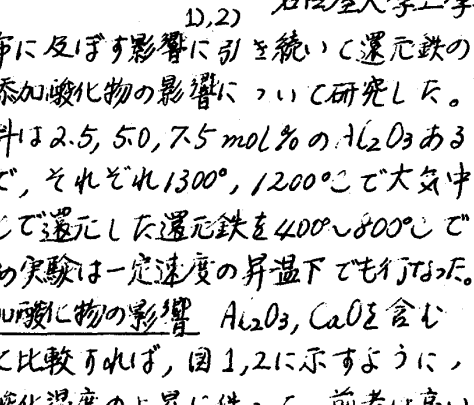 1),2)
布に及ぼす影響に引き続いて還元鉄の
添加酸化物の影響について研究した。
料は2.5, 5.0, 7.5 mol%のAl2O3ある
で, それぞれ1300°, 1200°Cで大気中
Cで還元した還元鉄を400°~800°Cで
実験は一定速度の昇温下でも行なった。
加酸化物の影響 Al2O3, CaOを含む
と比較すれば, 図1,2に示すように,
酸化温度の上昇に伴って, 前者は高い